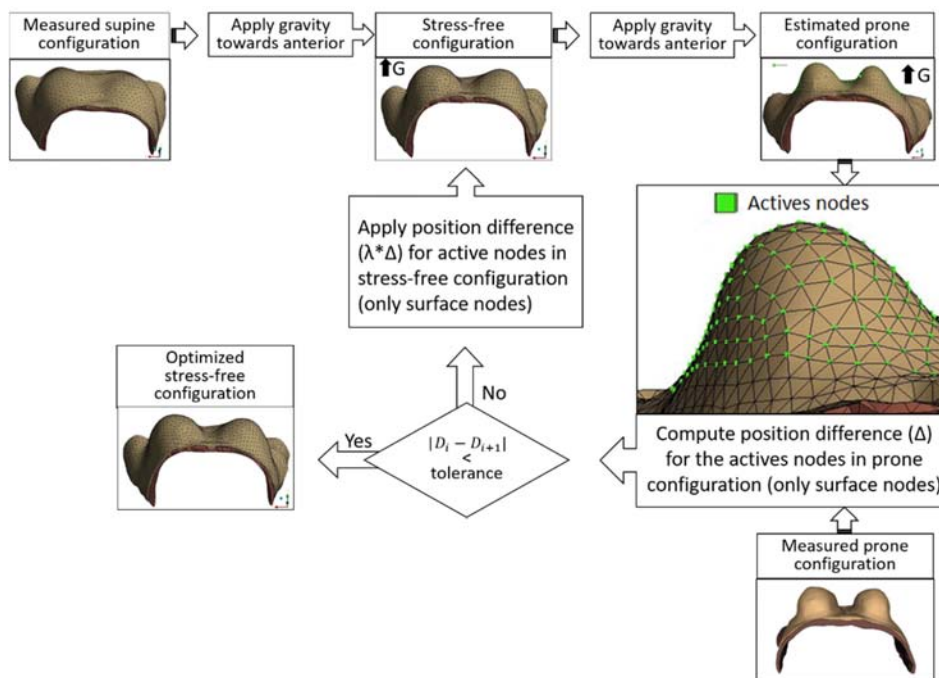 Measured supine
configuration
Apply gravity
towards anterior
Stress-free
configuration
Apply gravity
towards anterior
Estimated prone
configuration
G
G
Actives nodes
Apply position difference
(λ*Δ) for active nodes in
stress-free configuration
(only surface nodes)
Optimized
stress-free
configuration
No
Yes
|D_i − D_{i+1}|
<
tolerance
Compute position difference (Δ)
for the actives nodes in prone
configuration (only surface nodes)
Measured prone
configuration